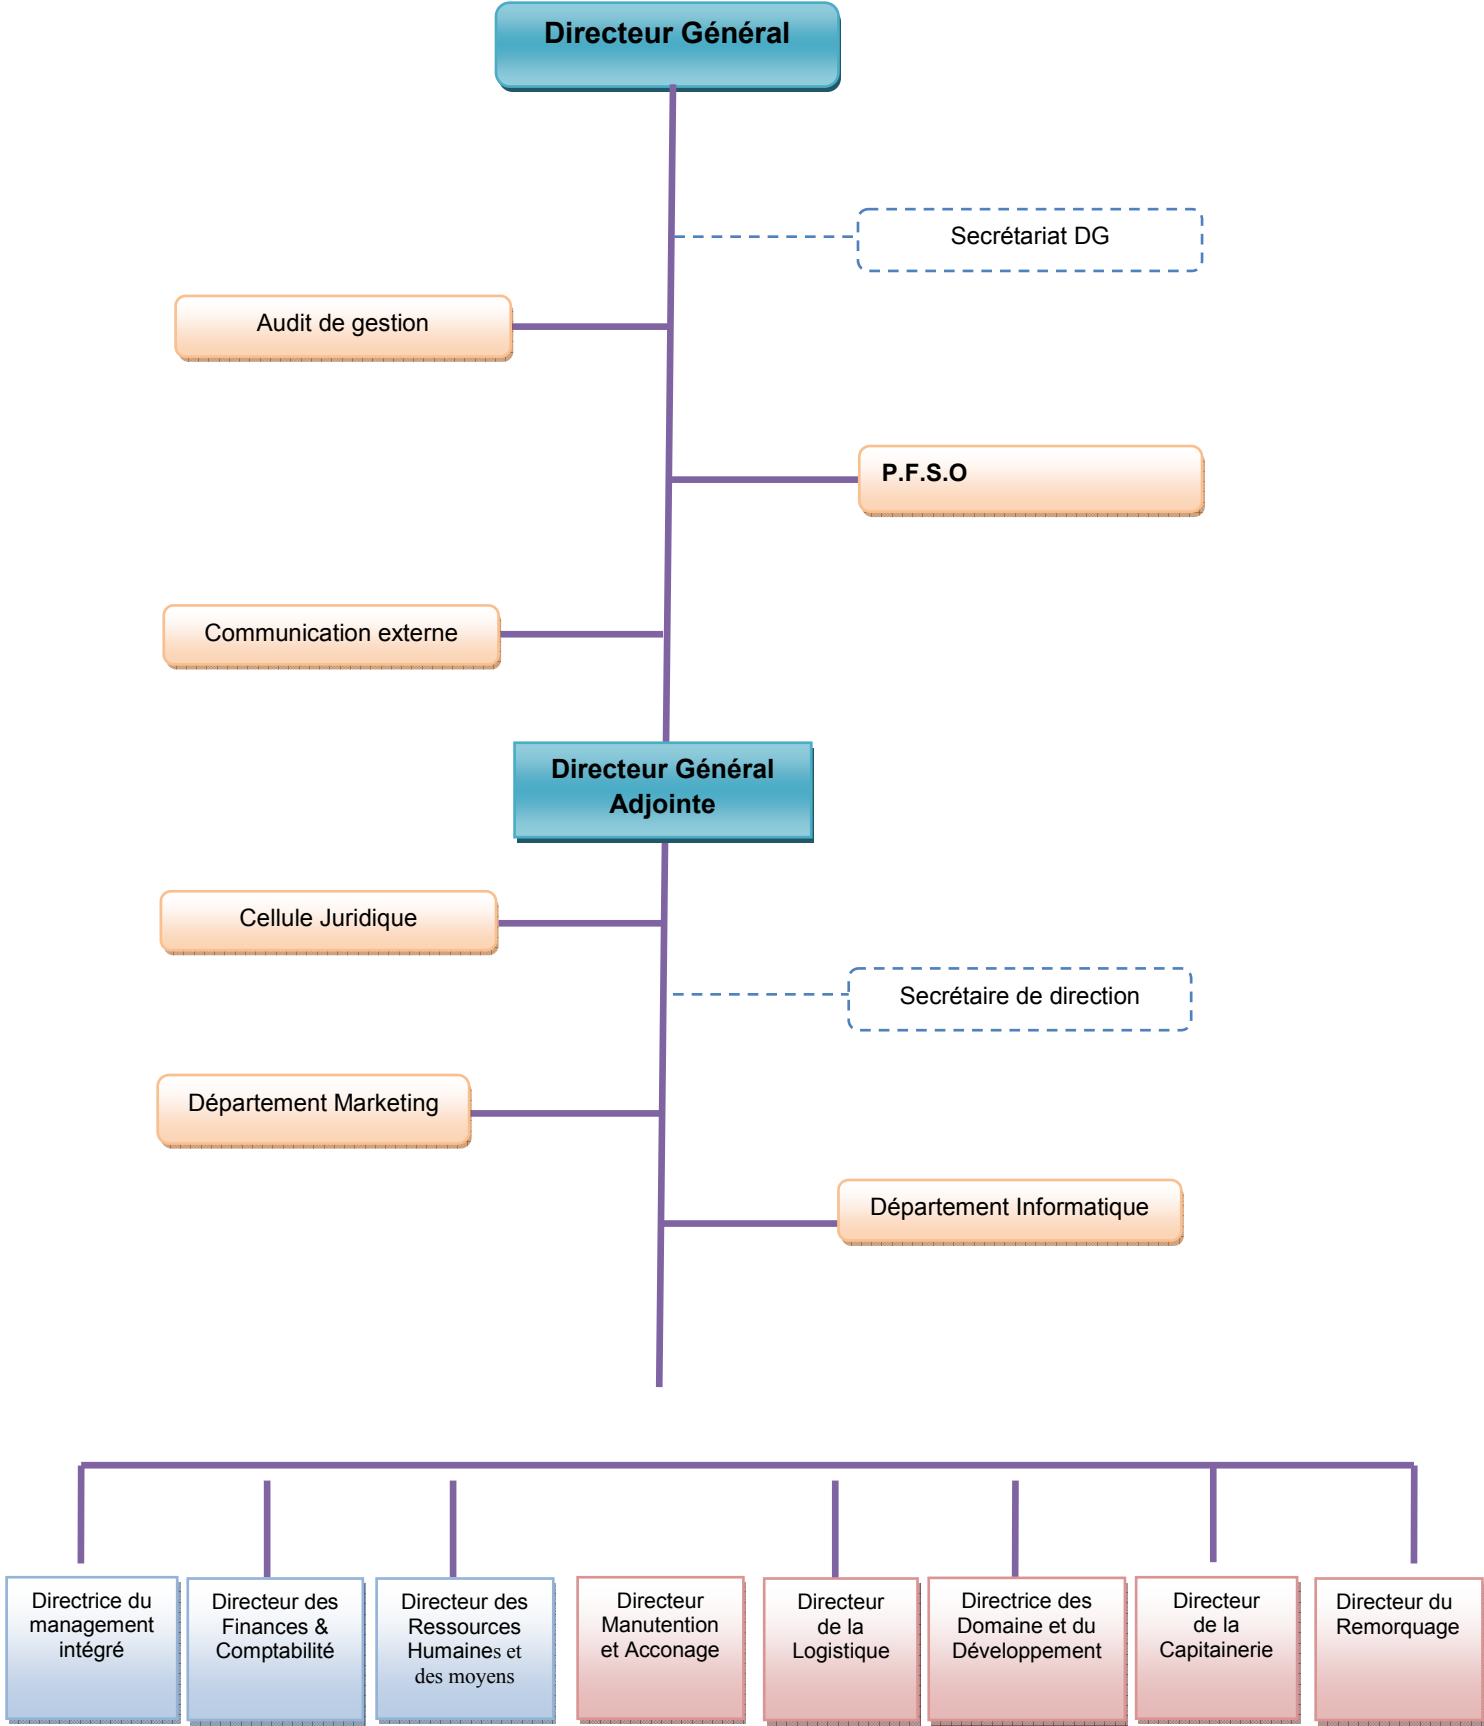 Directeur Général
Secrétariat DG
Audit de gestion
P.F.S.O
Communication externe
Directeur Général
Adjointe
Cellule Juridique
Secrétaire de direction
Département Marketing
Département Informatique
Directrice du
management
intégré
Directeur des
Finances &
Comptabilité
Directeur des
Ressources
Humaines et
des moyens
Directeur
Manutention
et Acconage
Directeur
de la
Logistique
Directrice des
Domaine et du
Développement
Directeur
de la
Capitainerie
Directeur du
Remorquage